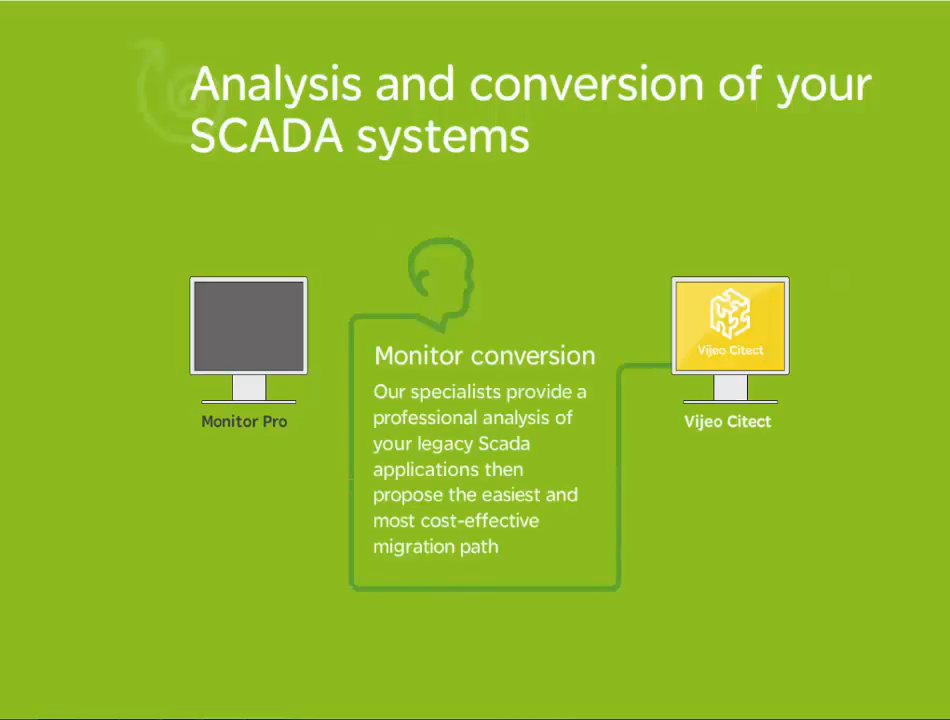 Analysis and conversion of your
SCADA systems
Monitor conversion
Our specialists provide a
professional analysis of
your legacy Scada
applications then
propose the easiest and
most cost-effective
migration path
Monitor Pro
Vijeo Citect
Vijeo Citect